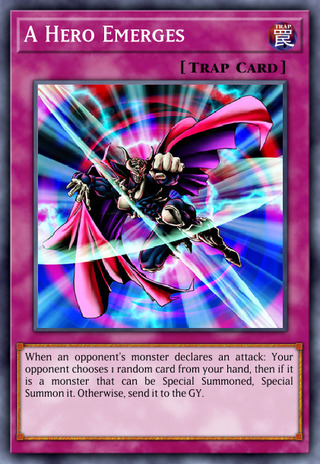 A Hero Emerges
TRAP
罠
[Trap Card]
When an opponent's monster declares an attack: Your
opponent chooses 1 random card from your hand, then if it
is a monster that can be Special Summoned, Special
Summon it. Otherwise, send it to the GY.